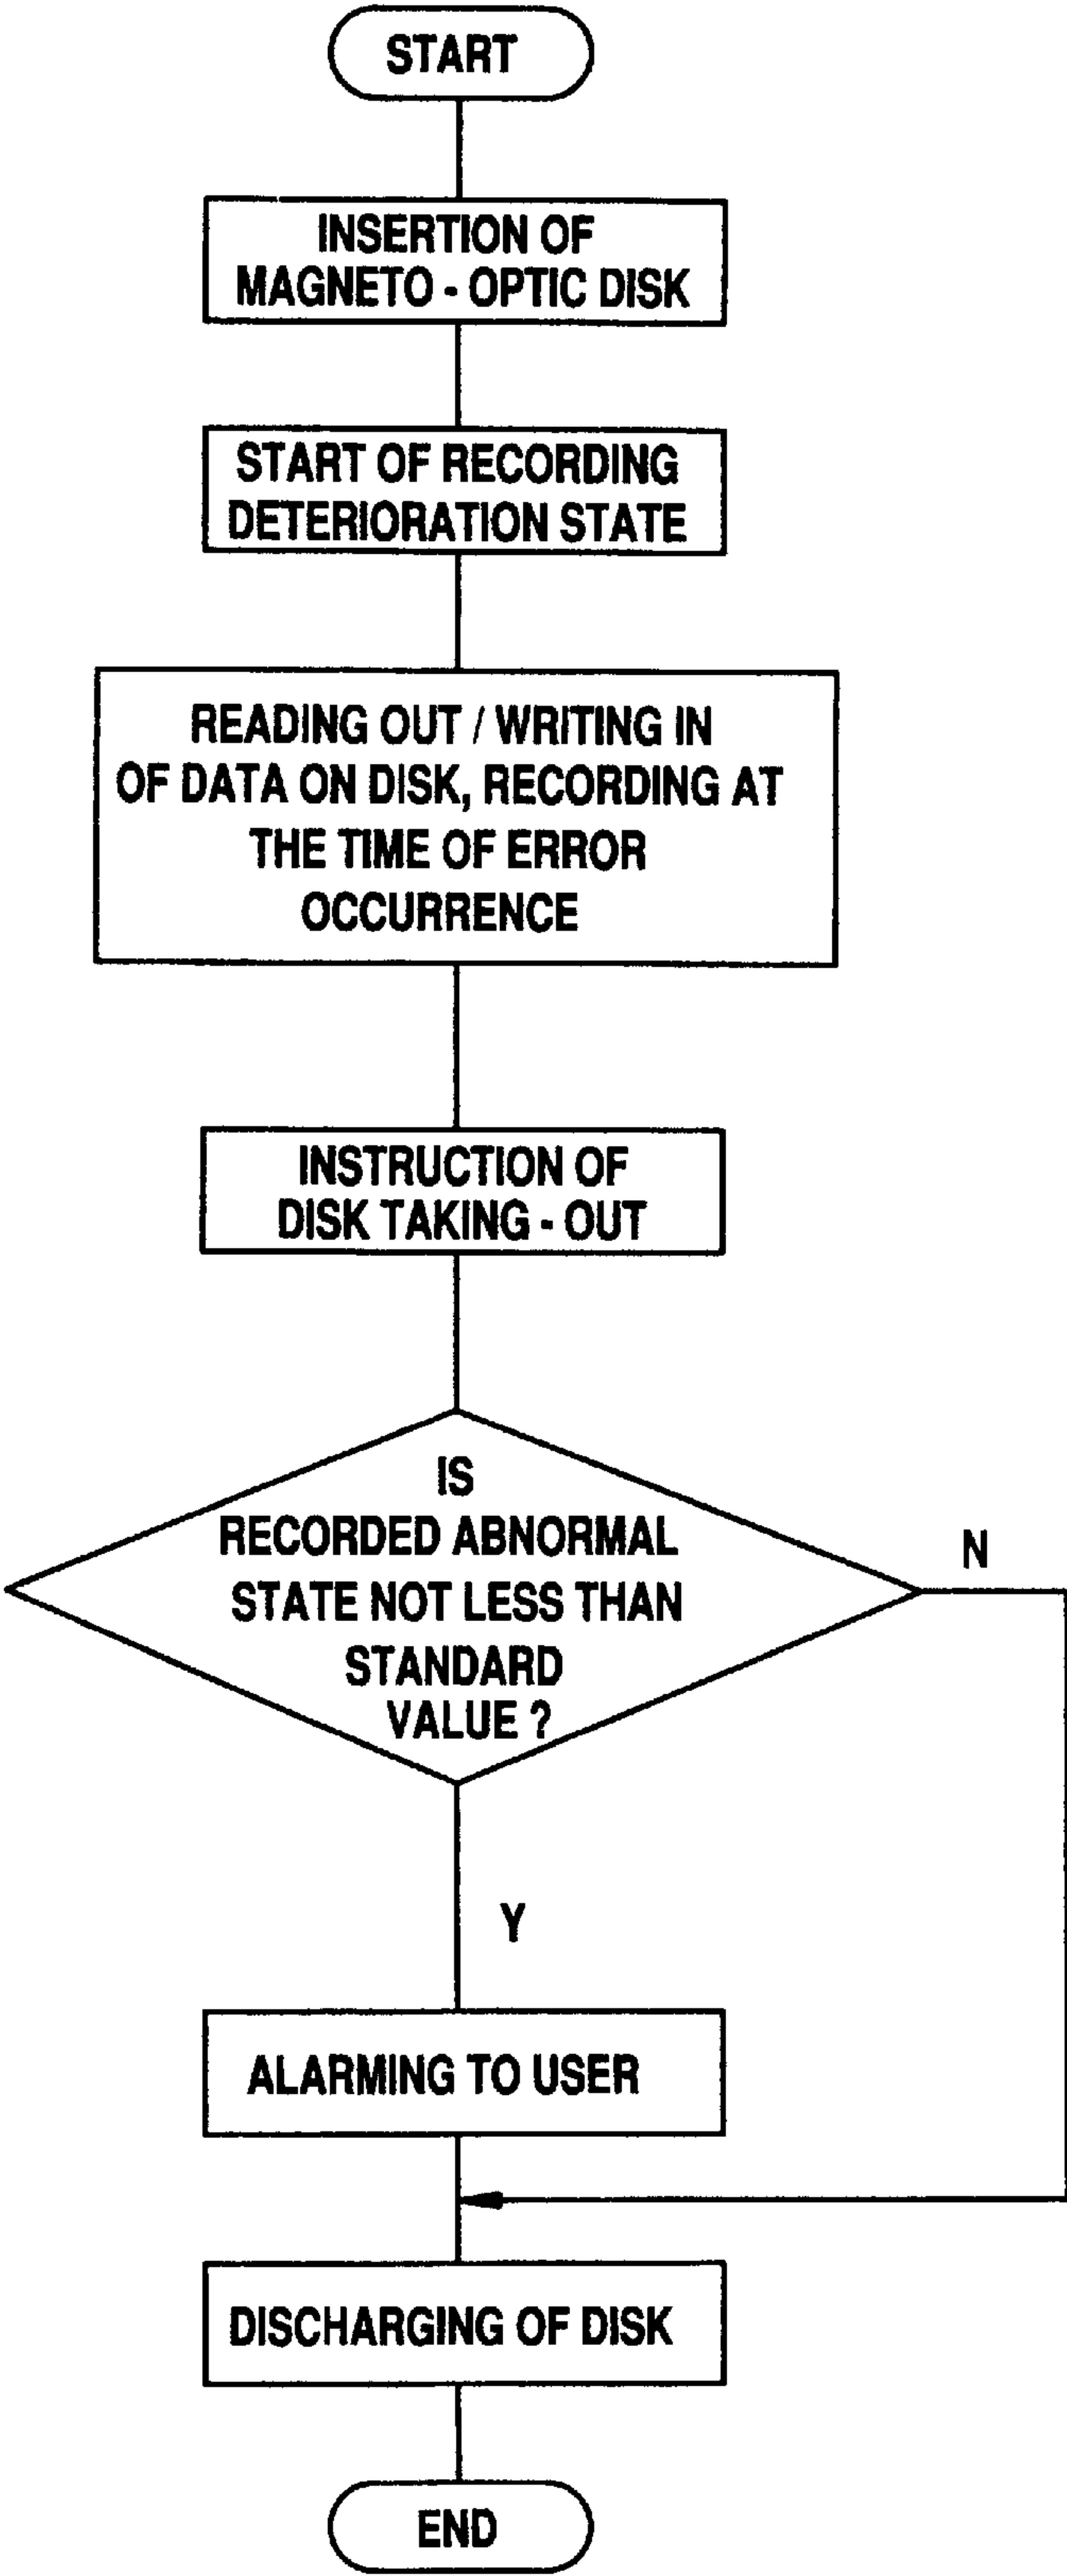 START
INSERTION OF
MAGNETO - OPTIC DISK
START OF RECORDING
DETERIORATION STATE
READING OUT / WRITING IN
OF DATA ON DISK, RECORDING AT
THE TIME OF ERROR
OCCURRENCE
INSTRUCTION OF
DISK TAKING - OUT
IS
RECORDED ABNORMAL
STATE NOT LESS THAN
STANDARD
VALUE ?
N
Y
ALARMING TO USER
DISCHARGING OF DISK
END